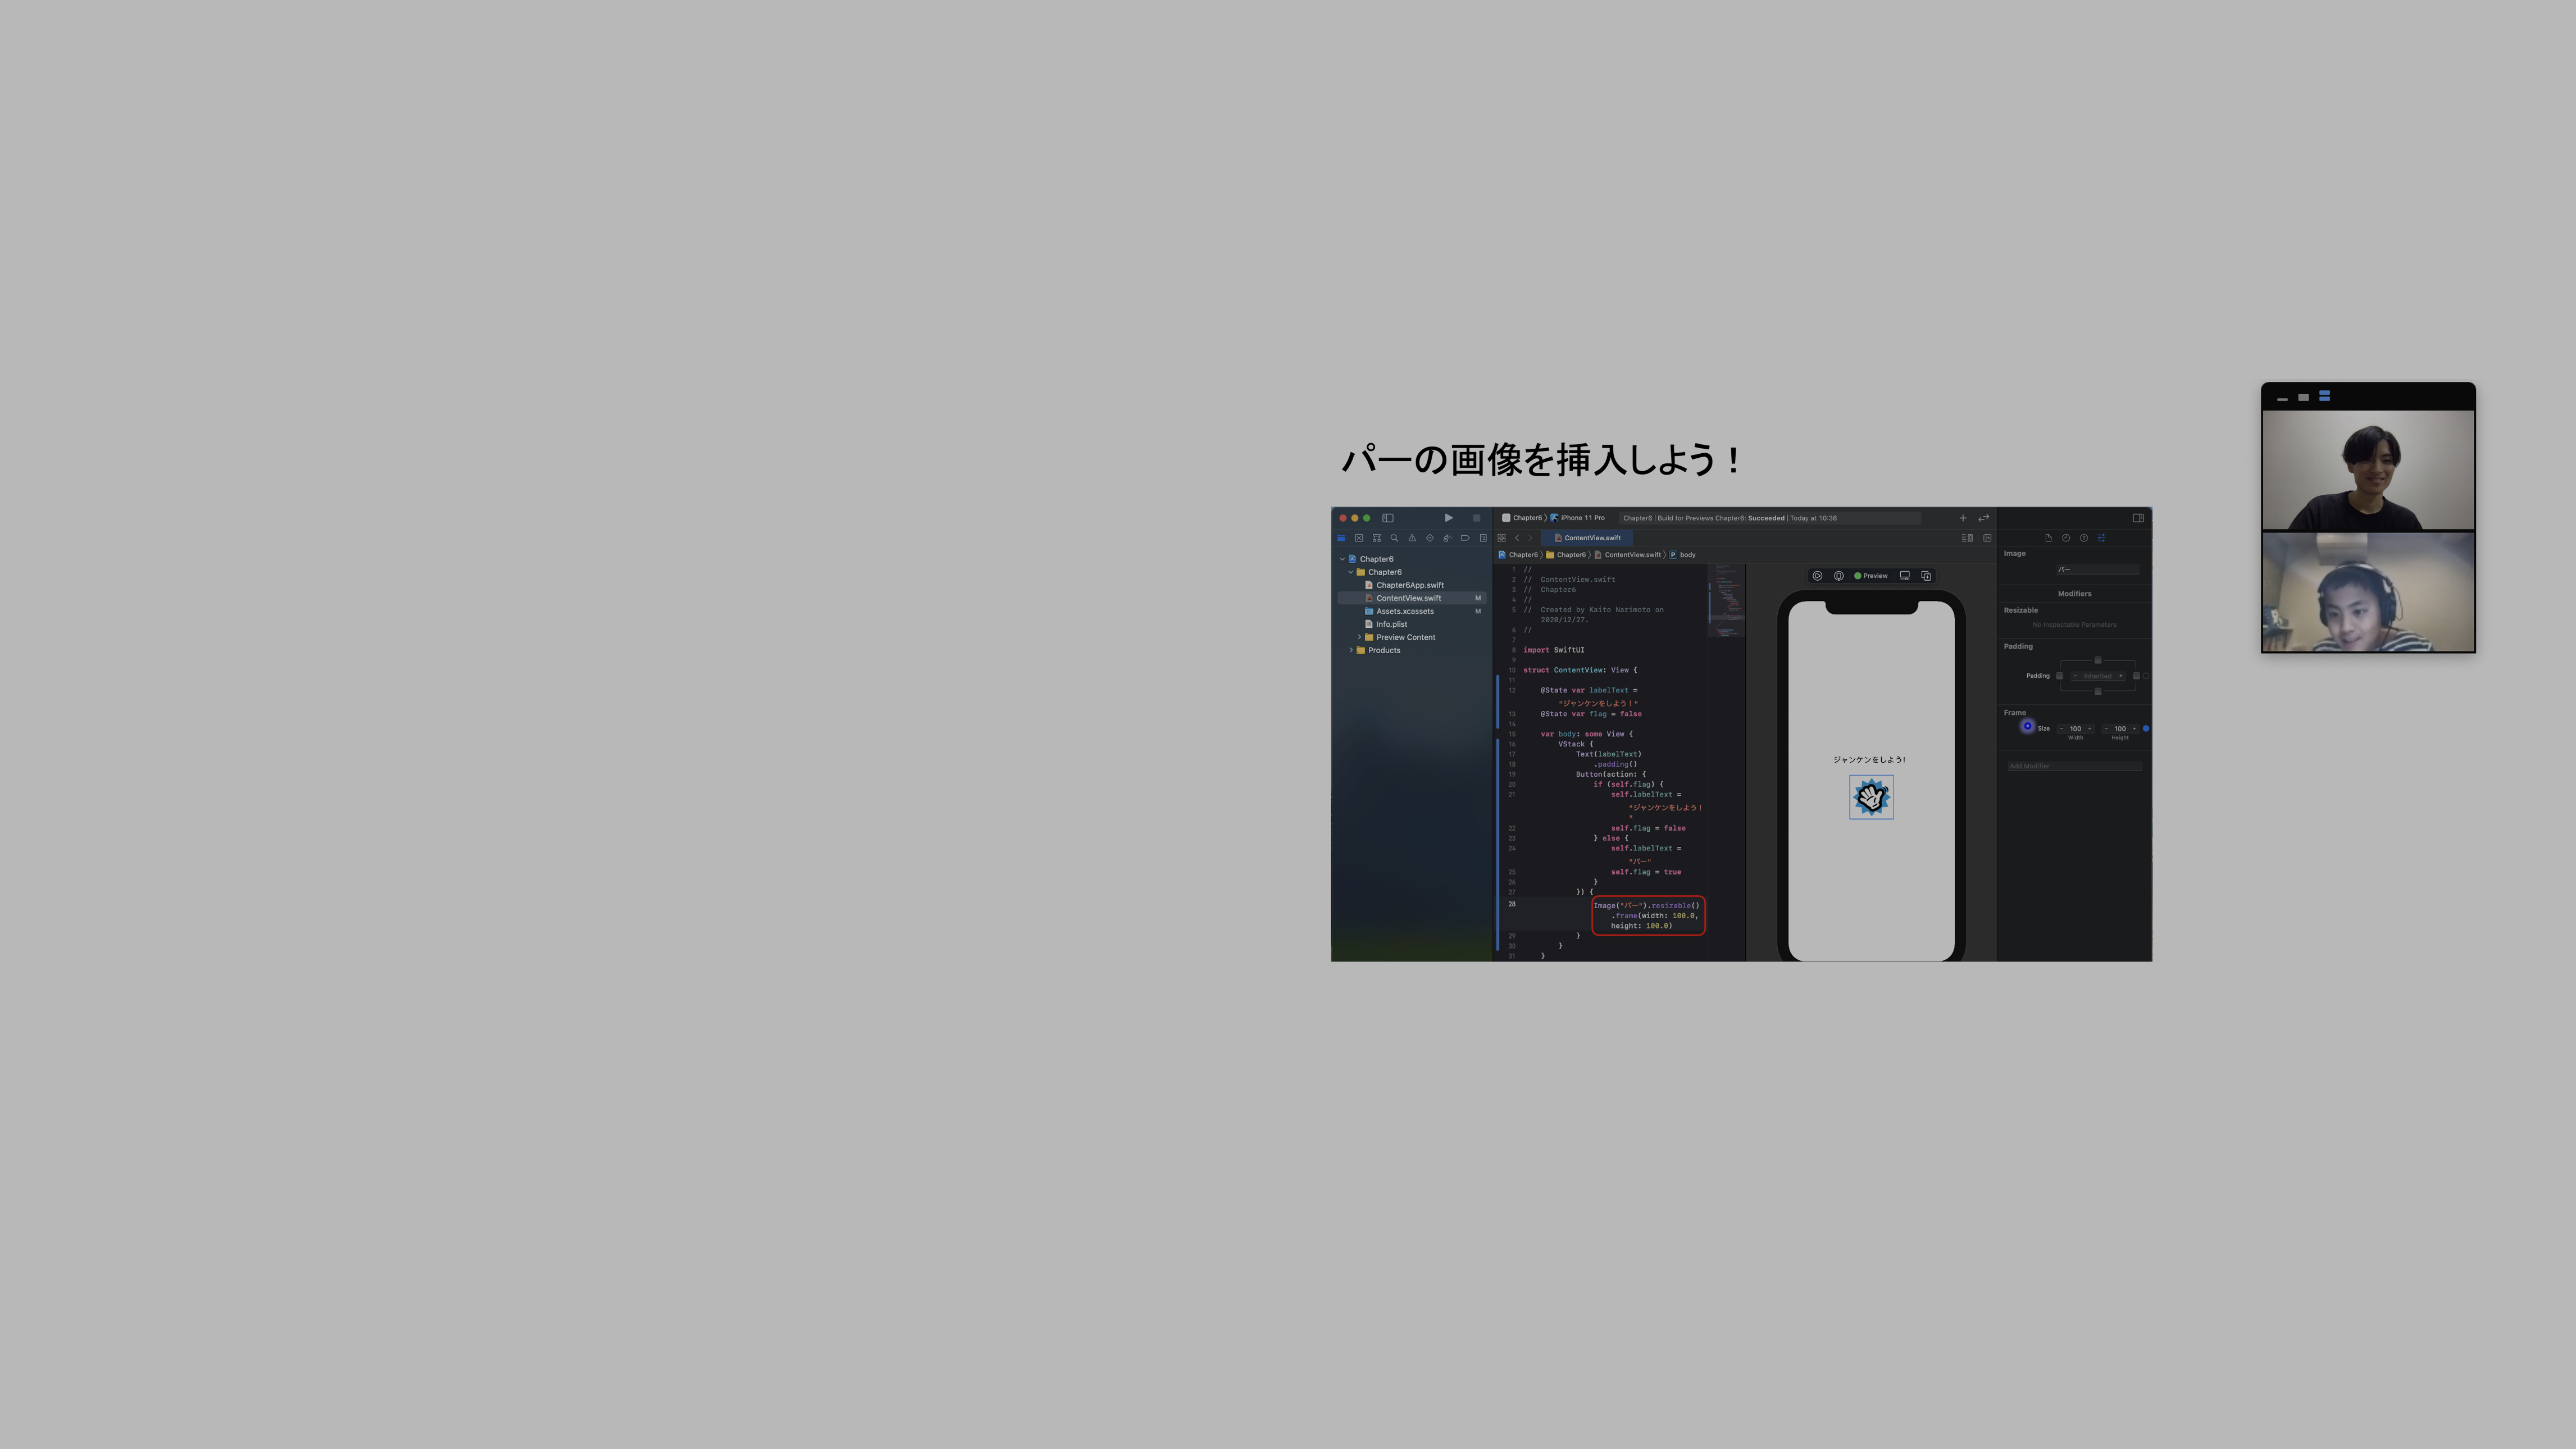 パーの画像を挿入しよう！
Chapter6 〉 iPhone 11 Pro
Chapter6 | Build for Previews Chapter6: Succeeded | Today at 10:36
ContentView.swift
Chapter6 〉 Chapter6 〉 ContentView.swift 〉 P body
Chapter6
Chapter6
Chapter6App.swift
ContentView.swift M
Assets.xcassets M
Info.plist
Preview Content
Products
1 //
2 // ContentView.swift
3 // Chapter6
4 //
5 // Created by Kaito Narimoto on
2020/12/27.
6 //
7
8 import SwiftUI
9
10 struct ContentView: View {
11
12 @State var labelText =
"ジャンケンをしよう！"
13 @State var flag = false
14
15 var body: some View {
16 VStack {
17 Text(labelText)
18 .padding()
19 Button(action: {
20 if (self.flag) {
21 self.labelText =
"ジャンケンをしよう！
"
22 self.flag = false
23 } else {
24 self.labelText =
"パー"
25 self.flag = true
26 }
27 }) {
28 Image("パー").resizable()
.frame(width: 100.0,
height: 100.0)
29 }
30 }
31 }
Preview
ジャンケンをしよう！
Image
パー
Modifiers
Resizable
No Inspectable Parameters
Padding
Padding - Inherited +
Frame
Size - 100 + - 100 +
Width Height
Add Modifier